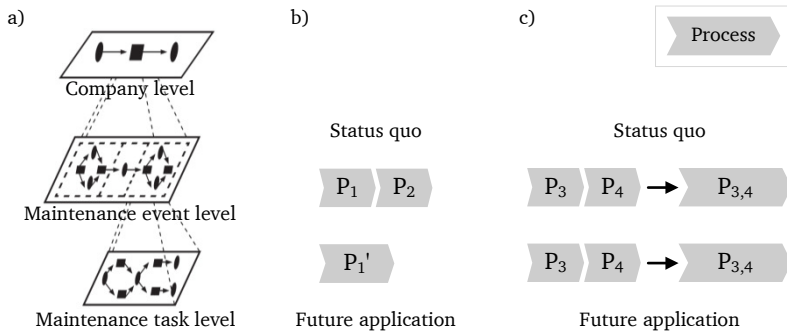 a)
Company level
Maintenance event level
Maintenance task level
b)
Status quo
P1 P2
P1'
Future application
c)
Process
Status quo
P3 P4 P3,4
P3 P4 P3,4
Future application